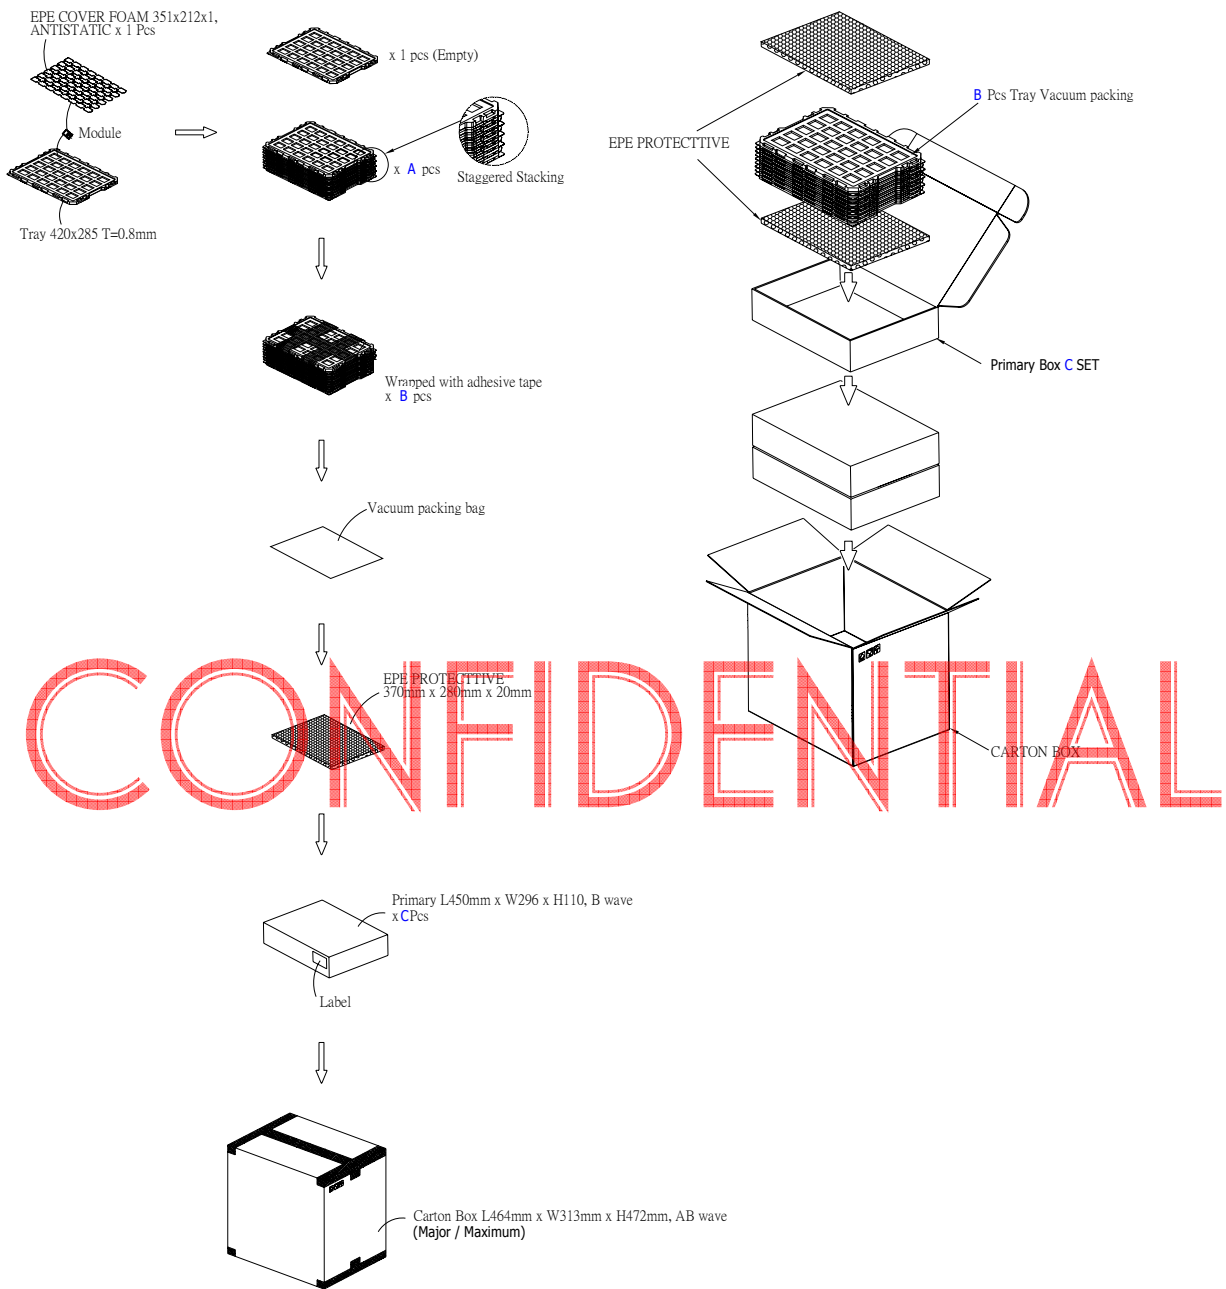 EPE COVER FOAM 351x212x1,
ANTISTATIC x 1 Pcs
Module
Tray 420x285 T=0.8mm
x 1 pcs (Empty)
x A pcs
Staggered Stacking
Wrapped with adhesive tape
x B pcs
Vacuum packing bag
EPE PROTECTTIVE
370mm x 280mm x 20mm
Primary L450mm x W296 x H110, B wave
x C Pcs
Label
Carton Box L464mm x W313mm x H472mm, AB wave
(Major / Maximum)
B Pcs Tray Vacuum packing
EPE PROTECTTIVE
Primary Box C SET
CARTON BOX
CONFIDENTIAL